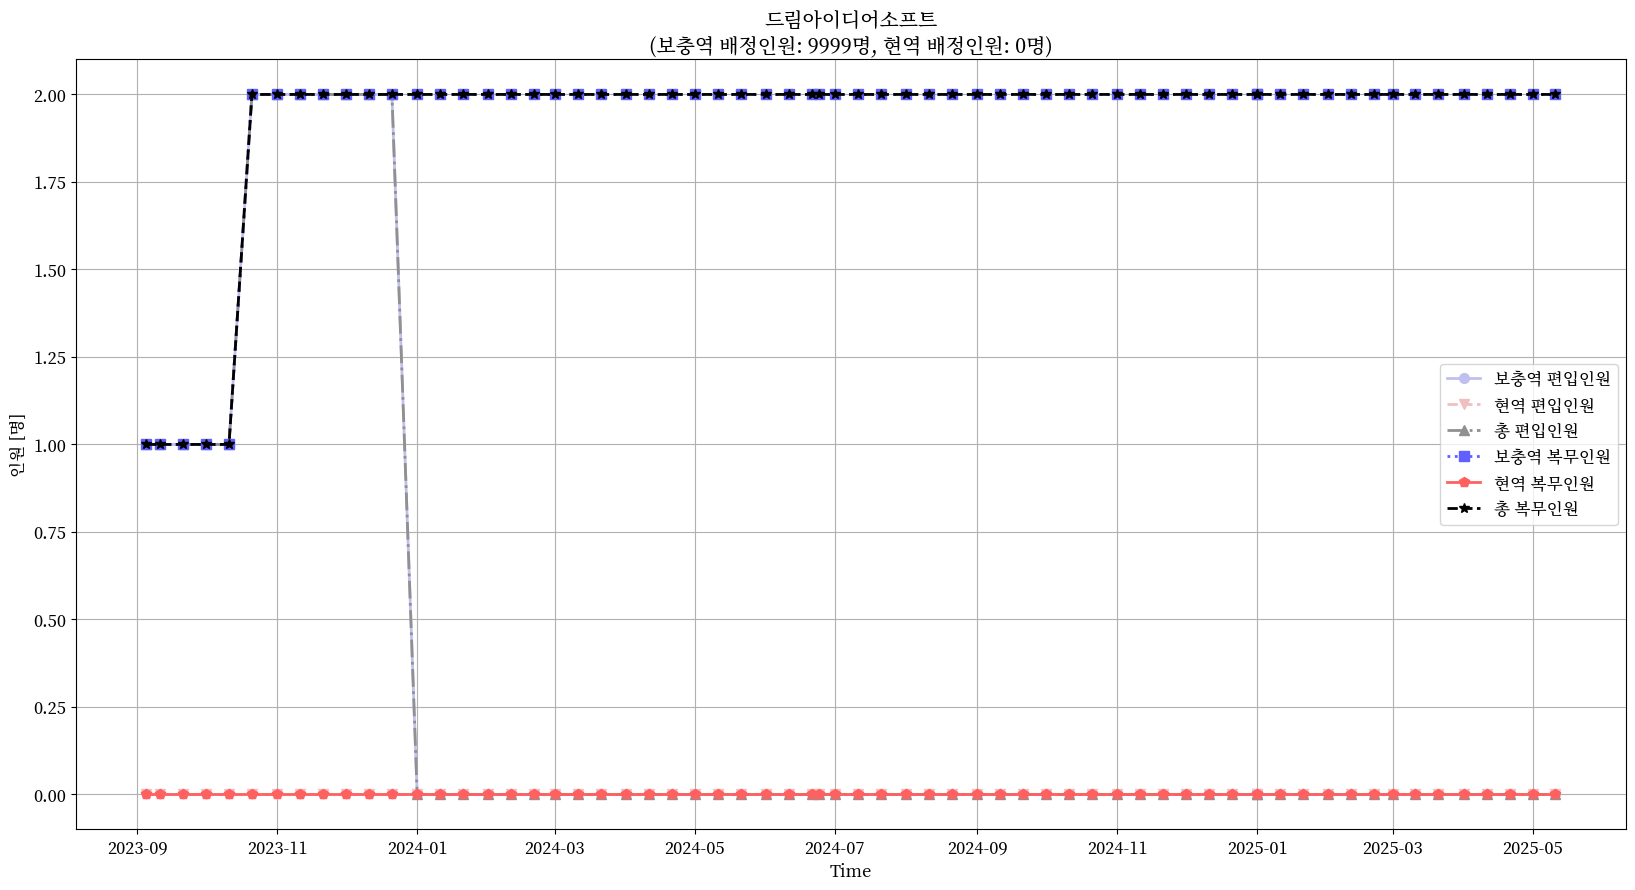 드림아이디어소프트
(보충역 배정인원: 9999명, 현역 배정인원: 0명)
2.00
1.75
1.50
1.25
1.00
0.75
0.50
0.25
0.00
인원 [명]
보충역 편입인원
현역 편입인원
총 편입인원
보충역 복무인원
현역 복무인원
총 복무인원
2023-09
2023-11
2024-01
2024-03
2024-05
2024-07
2024-09
2024-11
2025-01
2025-03
2025-05
Time